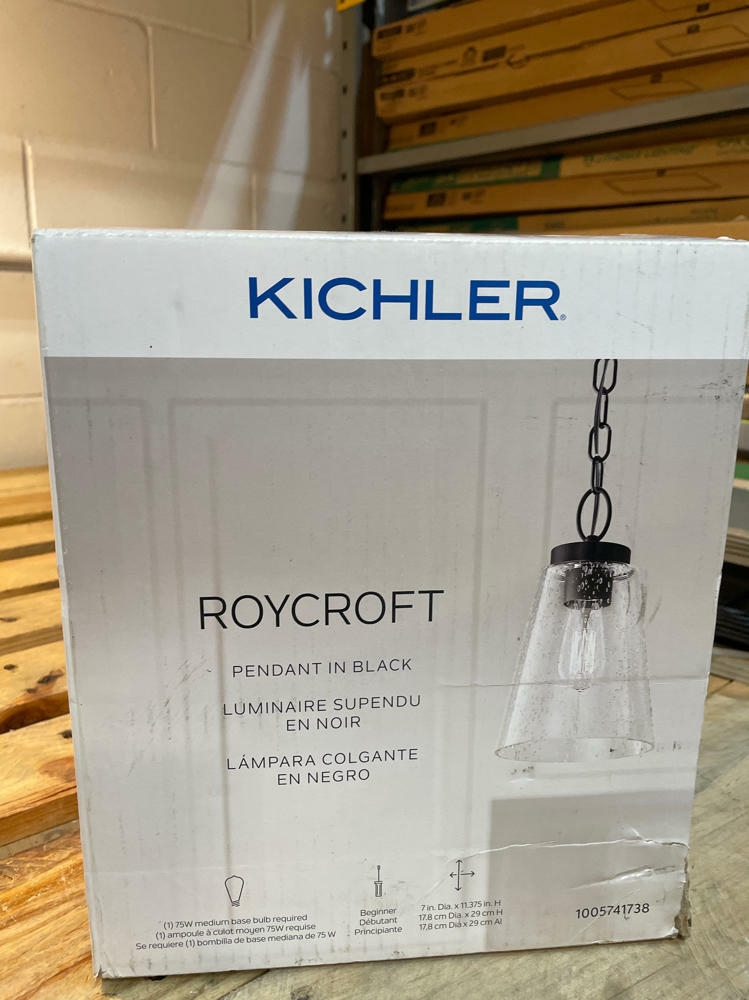 KICHLER®
ROYCROFT
PENDANT IN BLACK
LUMINAIRE SUPENDU
EN NOIR
LÁMPARA COLGANTE
EN NEGRO
(1) 75W medium base bulb required
(1) ampoule à culot moyen 75W requise
Se requiere (1) bombilla de base mediana de 75 W
Beginner
Débutant
Principiante
7 in. Dia. x 11.375 in. H
17.8 cm Dia. x 29 cm H
17,8 cm Diá x 29 cm Al
1005741738